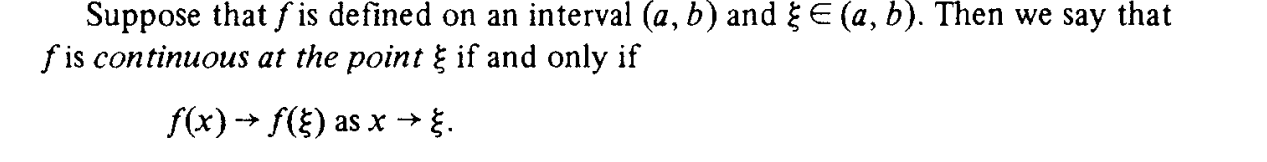 Suppose that f is defined on an interval (a, b) and ξ ∈ (a, b). Then we say that
f is continuous at the point ξ if and only if
f(x) → f(ξ) as x → ξ.